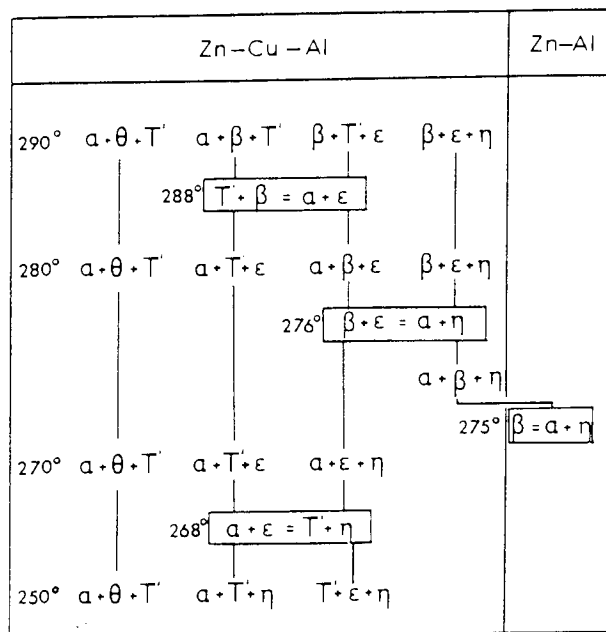 Zn-Cu-Al Zn-Al
290° α+θ+T' α+β+T' β+T'+ε β+ε+η
288° T'+β = α+ε
280° α+θ+T' α+T'+ε α+β+ε β+ε+η
276° β+ε = α+η
α+β+η
275° β=α+η
270° α+θ+T' α+T'+ε α+ε+η
268° α+ε = T'+η
250° α+θ+T' α+T'+η T'+ε+η